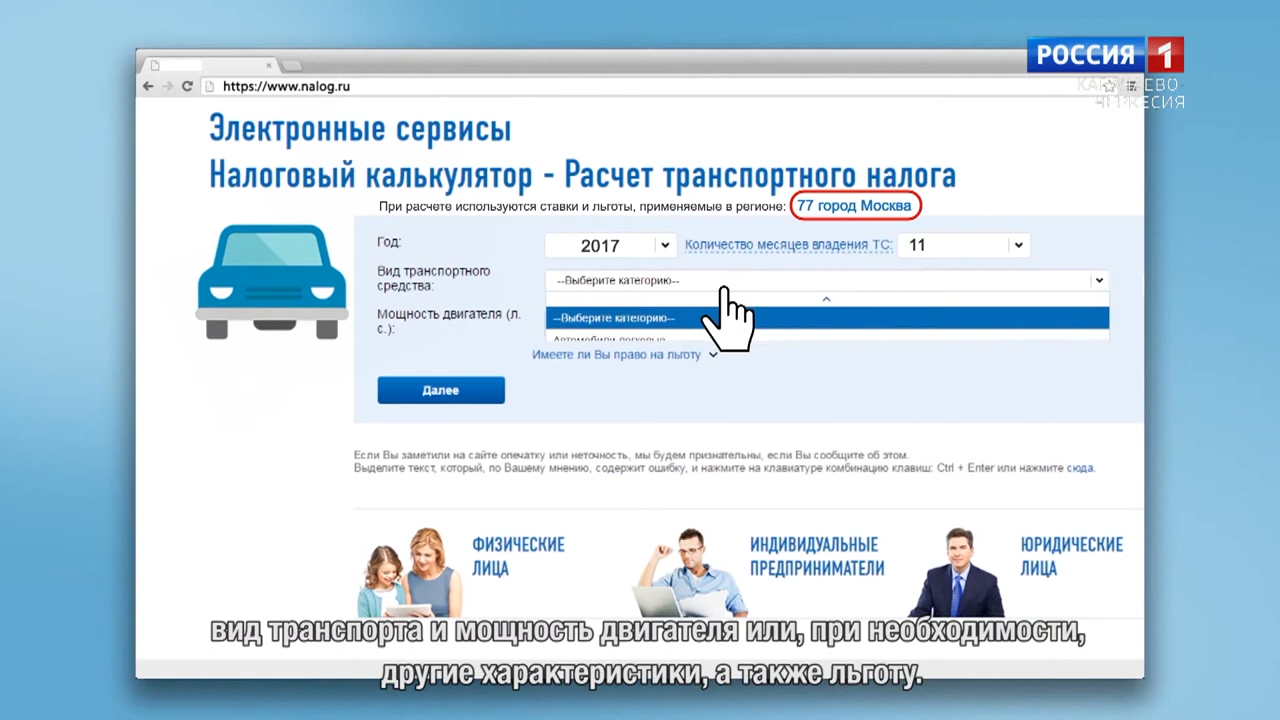 РОССИЯ 1
КАРАЧАЕВО-
ЧЕРКЕСИЯ
https://www.nalog.ru
Электронные сервисы
Налоговый калькулятор - Расчет транспортного налога
При расчете используются ставки и льготы, применяемые в регионе: 77 город Москва
Год: 2017 Количество месяцев владения ТС: 11
Вид транспортного
средства:
--Выберите категорию--
--Выберите категорию--
Автомобили легковые
Мощность двигателя (л.
с.):
Имеете ли Вы право на льготу
Далее
Если Вы заметили на сайте опечатку или неточность, мы будем признательны, если Вы сообщите об этом.
Выделите текст, который, по Вашему мнению, содержит ошибку, и нажмите на клавиатуре комбинацию клавиш: Ctrl + Enter или нажмите сюда.
ФИЗИЧЕСКИЕ
ЛИЦА
ИНДИВИДУАЛЬНЫЕ
ПРЕДПРИНИМАТЕЛИ
ЮРИДИЧЕСКИЕ
ЛИЦА
вид транспорта и мощность двигателя или, при необходимости,
другие характеристики, а также льготу.